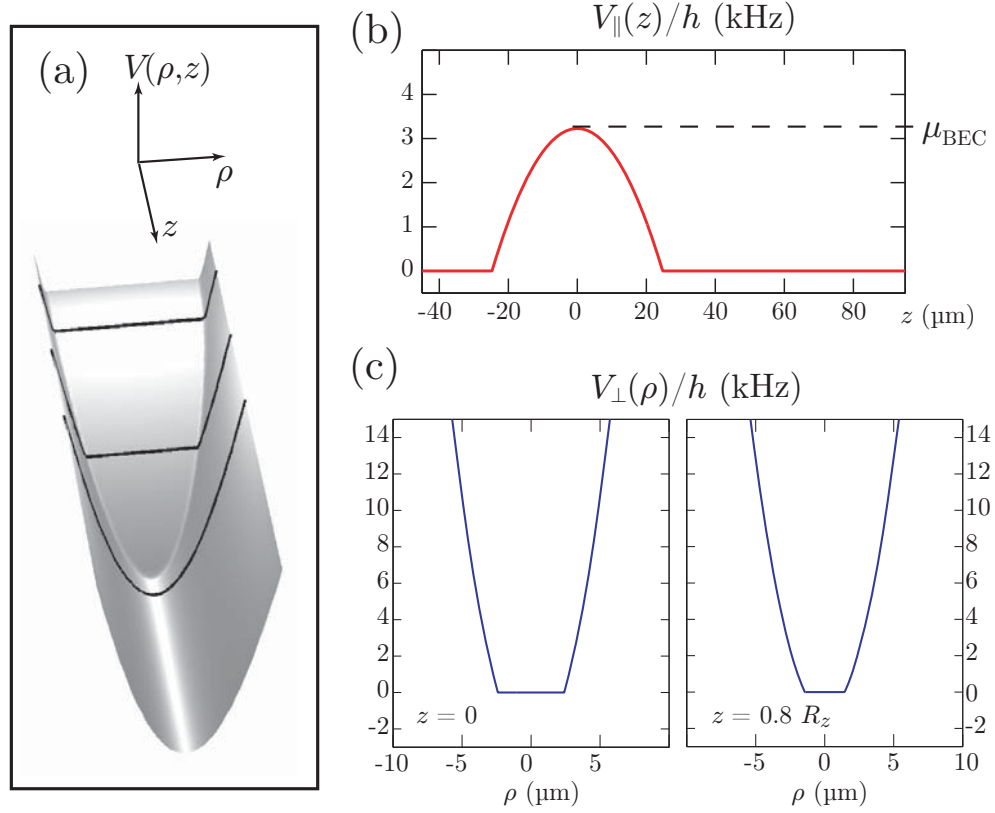 (a)
V(ρ,z)
ρ
z
(b)
V∥(z)/h (kHz)
4
3
2
1
0
μBEC
-40 -20 0 20 40 60 80 z (µm)
(c)
V⊥(ρ)/h (kHz)
14
12
10
8
6
4
2
0
-2
z = 0
-10 -5 0 5
ρ (µm)
14
12
10
8
6
4
2
0
-2
z = 0.8 Rz
-5 0 5 10
ρ (µm)